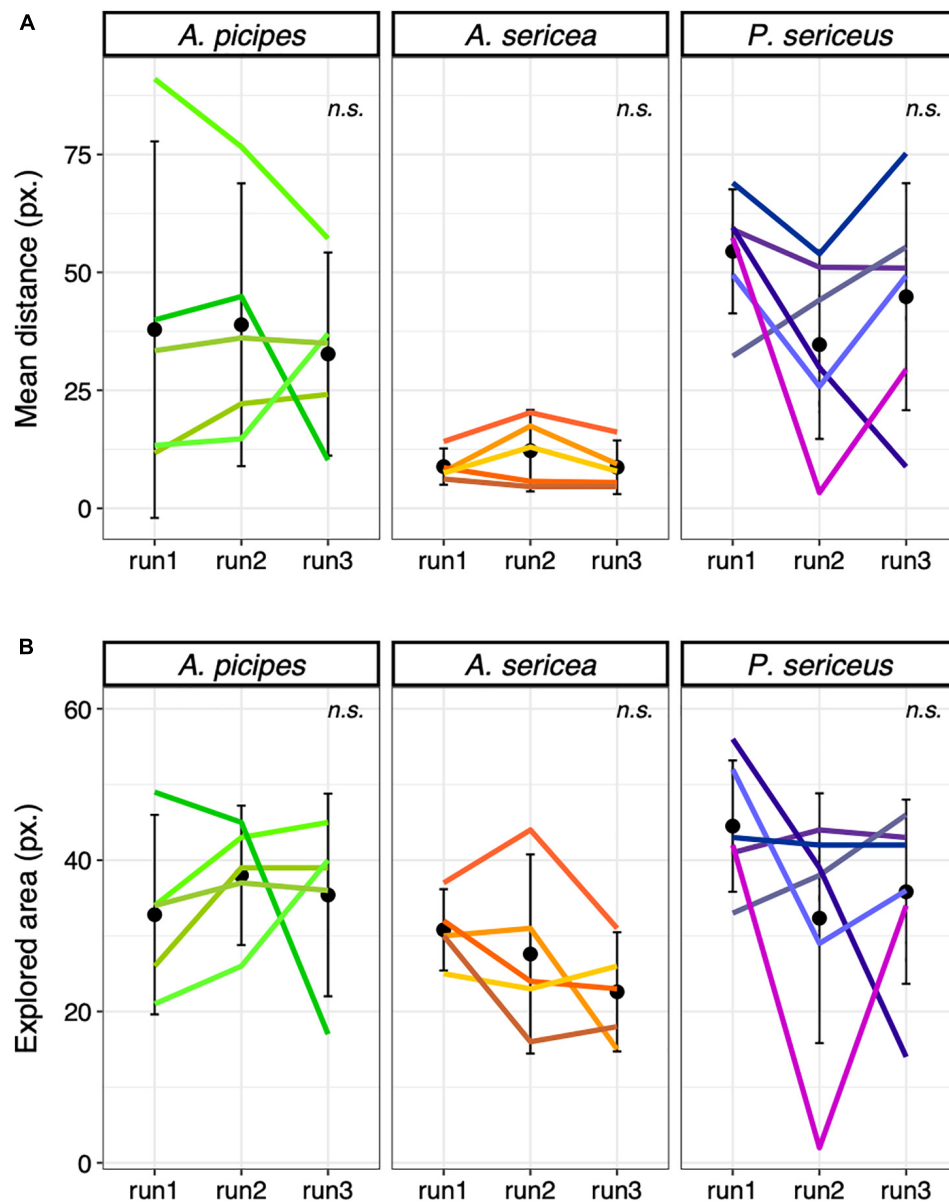 A
A. picipes A. sericea P. sericeus
n.s. n.s. n.s.
Mean distance (px.)
75
50
25
0
run1 run2 run3 run1 run2 run3 run1 run2 run3
B
A. picipes A. sericea P. sericeus
60 n.s. n.s. n.s.
Explored area (px.)
40
20
0
run1 run2 run3 run1 run2 run3 run1 run2 run3